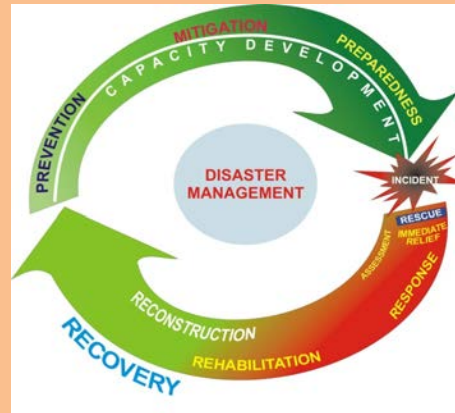 PREVENTION
MITIGATION
PREPAREDNESS
CAPACITY DEVELOPMENT
INCIDENT
DISASTER
MANAGEMENT
RESCUE
IMMEDIATE
RELIEF
ASSESSMENT
RESPONSE
REHABILITATION
RECONSTRUCTION
RECOVERY